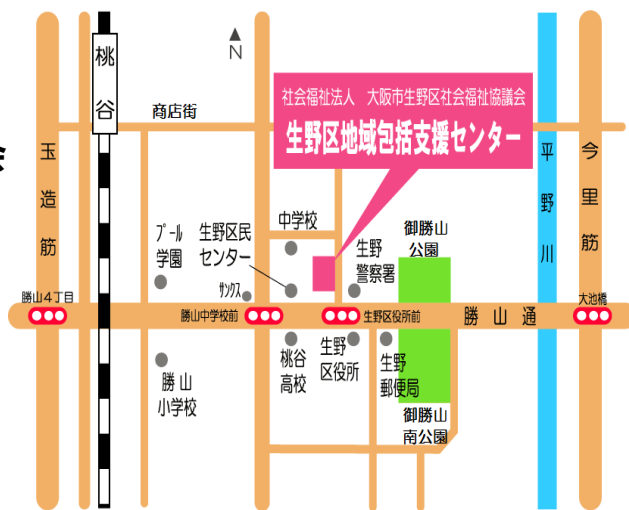 桃谷
N
商店街
社会福祉法人 大阪市生野区社会福祉協議会
生野区地域包括支援センター
玉造筋
平野川
今里筋
プール
学園
生野区民
センター
中学校
生野
警察署
御勝山
公園
サンクス
勝山4丁目
勝山中学校前
生野区役所前
勝山通
大池橋
勝山
小学校
桃谷
高校
生野
区役所
生野
郵便局
御勝山
南公園